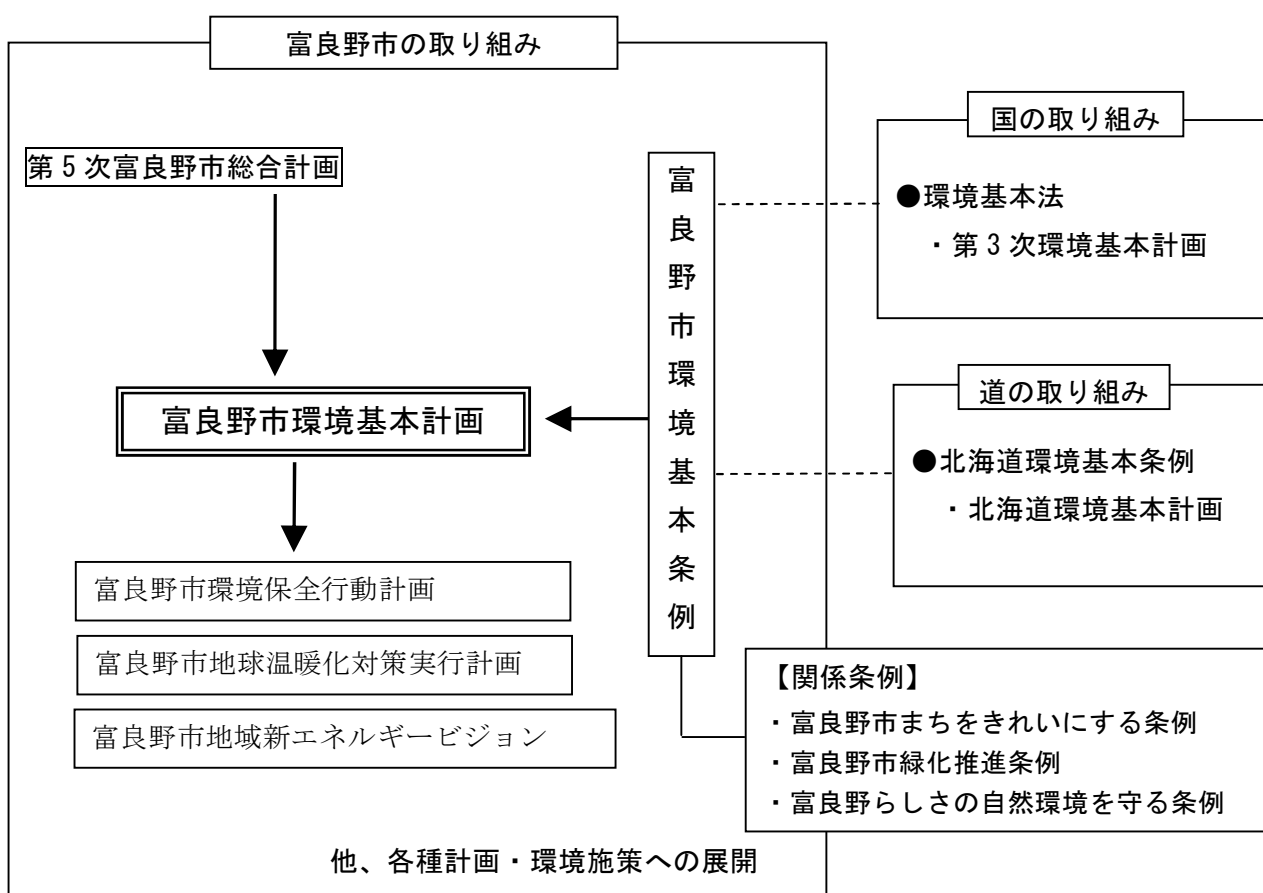 富良野市の取り組み
第5次富良野市総合計画
富良野市環境基本計画
富良野市環境保全行動計画
富良野市地球温暖化対策実行計画
富良野市地域新エネルギービジョン
他、各種計画・環境施策への展開
富良野市環境基本条例
国の取り組み
●環境基本法
・第3次環境基本計画
道の取り組み
●北海道環境基本条例
・北海道環境基本計画
【関係条例】
・富良野市まちをきれいにする条例
・富良野市緑化推進条例
・富良野らしさの自然環境を守る条例